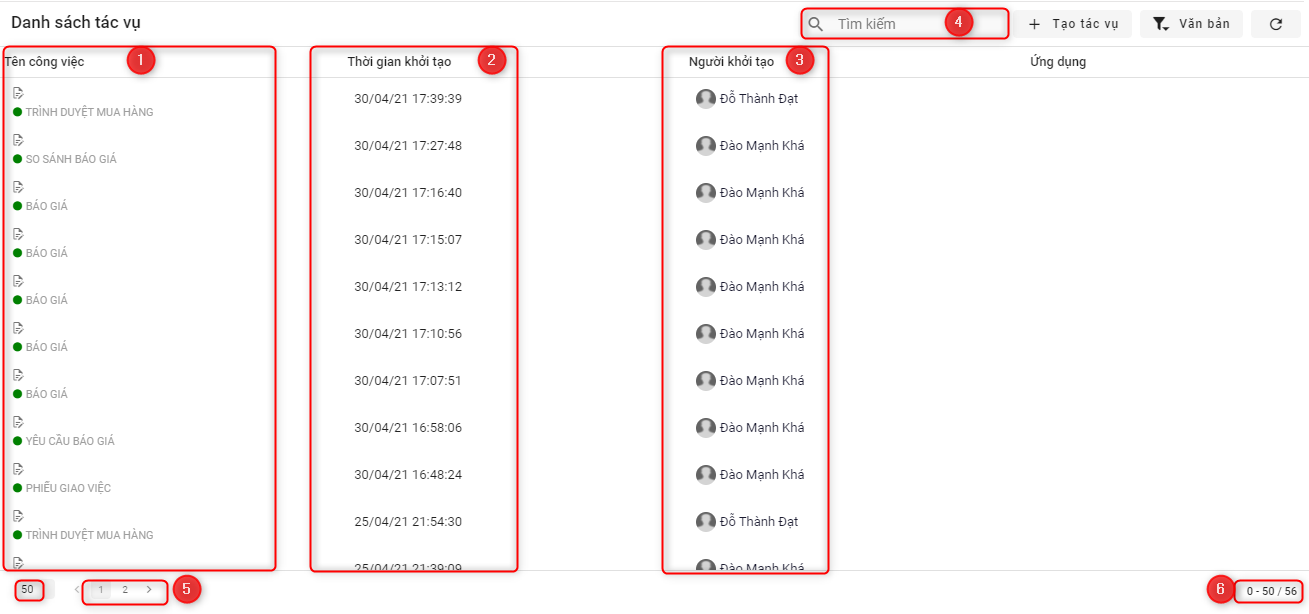 Danh sách tác vụ
Tìm kiếm 4 Tạo tác vụ Văn bản
Tên công việc 1 Thời gian khởi tạo 2 Người khởi tạo 3 Ứng dụng
30/04/21 17:39:39 Đỗ Thành Đạt
TRÌNH DUYỆT MUA HÀNG
30/04/21 17:27:48 Đào Mạnh Khá
SO SÁNH BÁO GIÁ
30/04/21 17:16:40 Đào Mạnh Khá
BÁO GIÁ
30/04/21 17:15:07 Đào Mạnh Khá
BÁO GIÁ
30/04/21 17:13:12 Đào Mạnh Khá
BÁO GIÁ
30/04/21 17:10:56 Đào Mạnh Khá
BÁO GIÁ
30/04/21 17:07:51 Đào Mạnh Khá
BÁO GIÁ
30/04/21 16:58:06 Đào Mạnh Khá
YÊU CẦU BÁO GIÁ
30/04/21 16:48:24 Đào Mạnh Khá
PHIẾU GIAO VIỆC
25/04/21 21:54:30 Đỗ Thành Đạt
TRÌNH DUYỆT MUA HÀNG
25/04/21 21:39:09 Đào Mạnh Khá
50 1 2 5 6 0 - 50 / 56